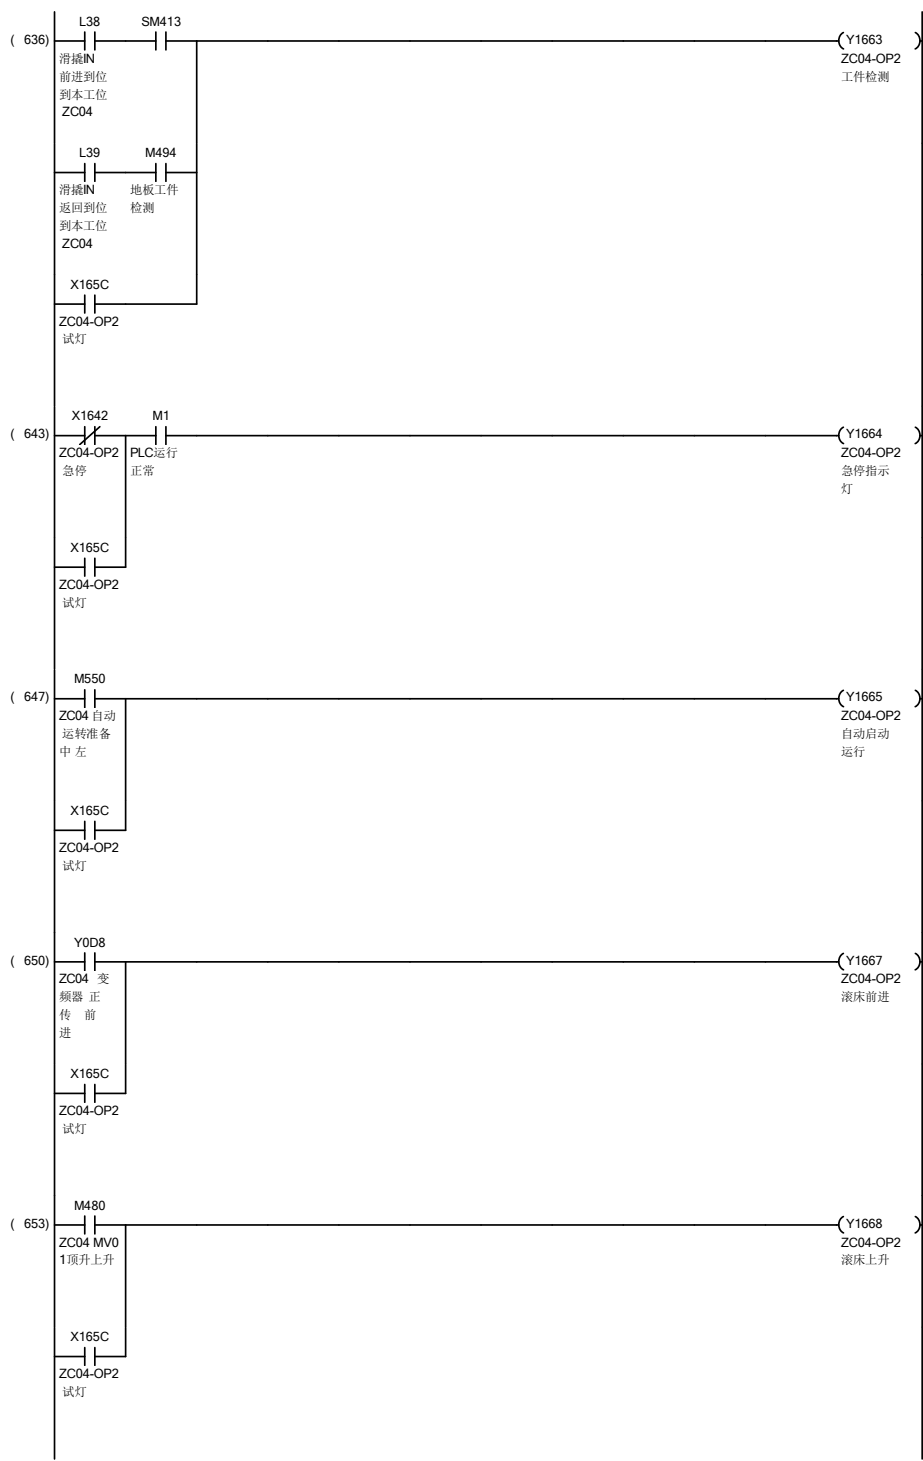 L38 SM413
( 636) (Y1663 )
滑撬IN ZC04-OP2
前进到位 工件检测
到本工位
ZC04
L39 M494
滑撬IN 地板工件
返回到位 检测
到本工位
ZC04
X165C
ZC04-OP2
试灯
X1642 M1
( 643) (Y1664 )
ZC04-OP2 PLC运行 ZC04-OP2
急停 正常 急停指示
灯
X165C
ZC04-OP2
试灯
M550
( 647) (Y1665 )
ZC04 自动 ZC04-OP2
运转准备 自动启动
中 左 运行
X165C
ZC04-OP2
试灯
Y0D8
( 650) (Y1667 )
ZC04 变 ZC04-OP2
频器 正 滚床前进
传 前
进
X165C
ZC04-OP2
试灯
M480
( 653) (Y1668 )
ZC04 MV0 ZC04-OP2
1顶升上升 滚床上升
X165C
ZC04-OP2
试灯